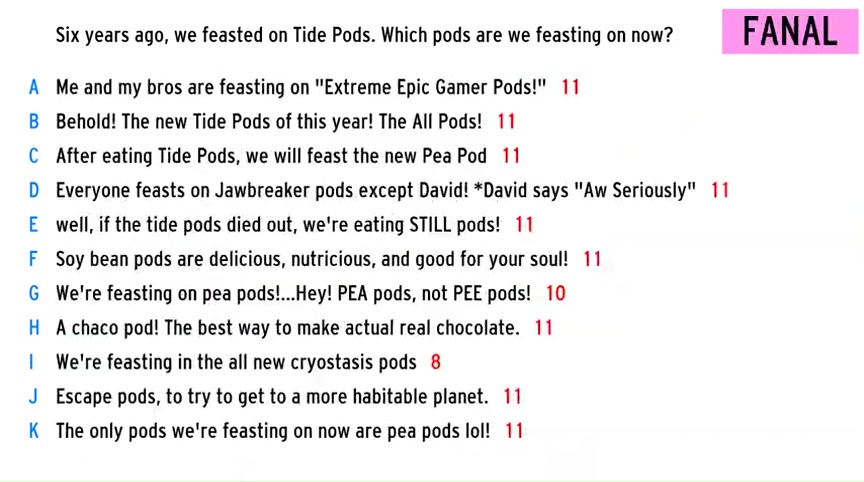 Six years ago, we feasted on Tide Pods. Which pods are we feasting on now?
FANAL
A Me and my bros are feasting on "Extreme Epic Gamer Pods!" 11
B Behold! The new Tide Pods of this year! The All Pods! 11
C After eating Tide Pods, we will feast the new Pea Pod 11
D Everyone feasts on Jawbreaker pods except David! *David says "Aw Seriously" 11
E well, if the tide pods died out, we're eating STILL pods! 11
F Soy bean pods are delicious, nutricious, and good for your soul! 11
G We're feasting on pea pods!...Hey! PEA pods, not PEE pods! 10
H A chaco pod! The best way to make actual real chocolate. 11
I We're feasting in the all new cryostasis pods 8
J Escape pods, to try to get to a more habitable planet. 11
K The only pods we're feasting on now are pea pods lol! 11